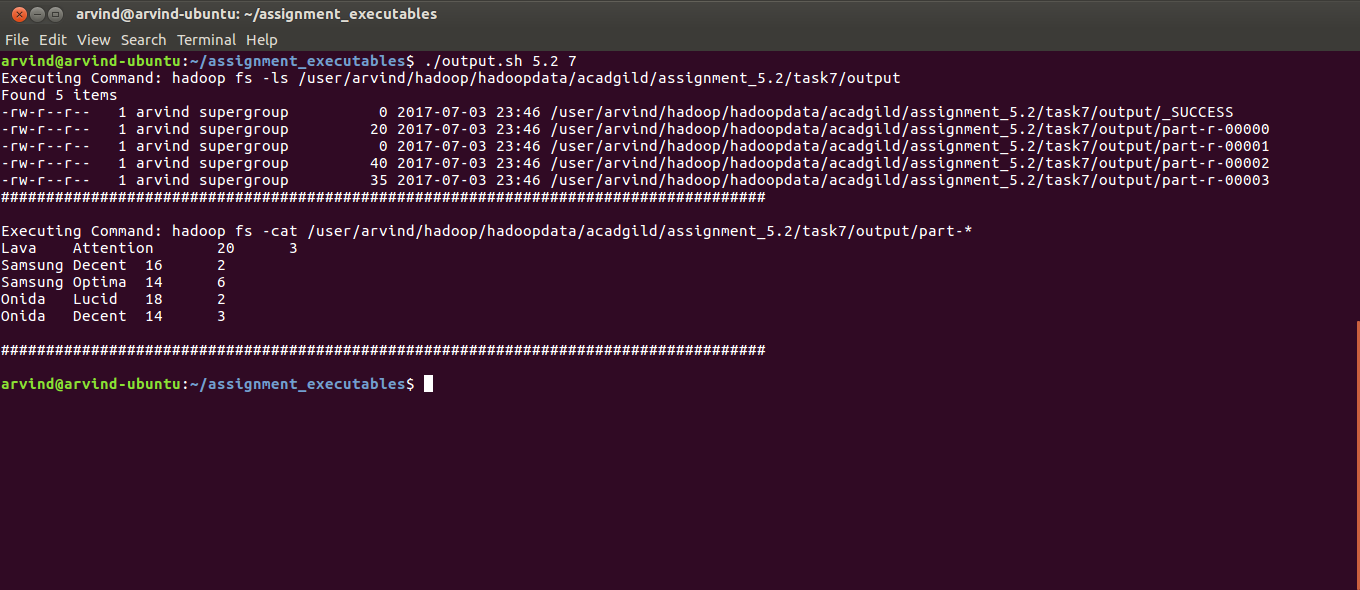 arvind@arvind-ubuntu: ~/assignment_executables
File Edit View Search Terminal Help
arvind@arvind-ubuntu:~/assignment_executables$ ./output.sh 5.2 7
Executing Command: hadoop fs -ls /user/arvind/hadoop/hadoopdata/acadgild/assignment_5.2/task7/output
Found 5 items
-rw-r--r--   1 arvind supergroup          0 2017-07-03 23:46 /user/arvind/hadoop/hadoopdata/acadgild/assignment_5.2/task7/output/_SUCCESS
-rw-r--r--   1 arvind supergroup         20 2017-07-03 23:46 /user/arvind/hadoop/hadoopdata/acadgild/assignment_5.2/task7/output/part-r-00000
-rw-r--r--   1 arvind supergroup          0 2017-07-03 23:46 /user/arvind/hadoop/hadoopdata/acadgild/assignment_5.2/task7/output/part-r-00001
-rw-r--r--   1 arvind supergroup         40 2017-07-03 23:46 /user/arvind/hadoop/hadoopdata/acadgild/assignment_5.2/task7/output/part-r-00002
-rw-r--r--   1 arvind supergroup         35 2017-07-03 23:46 /user/arvind/hadoop/hadoopdata/acadgild/assignment_5.2/task7/output/part-r-00003
#####################################################################################
Executing Command: hadoop fs -cat /user/arvind/hadoop/hadoopdata/acadgild/assignment_5.2/task7/output/part-*
Lava    Attention       20      3
Samsung Decent  16      2
Samsung Optima  14      6
Onida   Lucid   18      2
Onida   Decent  14      3
#####################################################################################
arvind@arvind-ubuntu:~/assignment_executables$